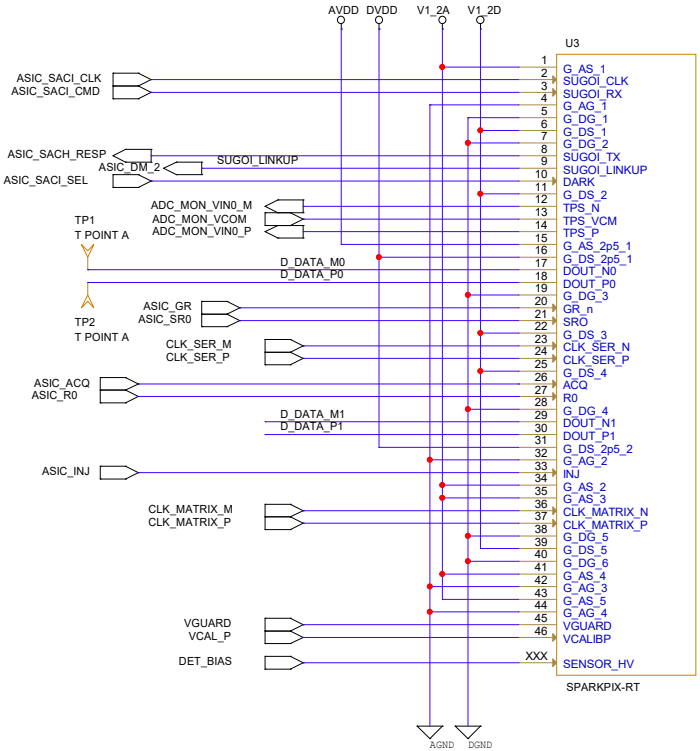 AVDD DVDD V1_2A V1_2D
U3
1 G_AS_1
ASIC_SACI_CLK 2 SUGOI_CLK
ASIC_SACI_CMD 3 SUGOI_RX
4 G_AG_1
5 G_DG_1
6 G_DS_1
7 G_DG_2
ASIC_SACH_RESP 8 SUGOI_TX
ASIC_DM_2 SUGOI_LINKUP 9 SUGOI_LINKUP
ASIC_SACI_SEL 10 DARK
11 G_DS_2
ADC_MON_VIN0_M 12 TPS_N
ADC_MON_VCOM 13 TPS_VCM
ADC_MON_VIN0_P 14 TPS_P
TP1
T POINT A
15 G_AS_2p5_1
16 G_DS_2p5_1
D_DATA_M0 17 DOUT_N0
D_DATA_P0 18 DOUT_P0
19 G_DG_3
ASIC_GR 20 GR_n
ASIC_SR0 21 SRO
TP2
T POINT A
22 G_DS_3
CLK_SER_M 23 CLK_SER_N
CLK_SER_P 24 CLK_SER_P
25 G_DS_4
ASIC_ACQ 26 ACQ
ASIC_R0 27 R0
28 G_DG_4
D_DATA_M1 29 DOUT_N1
D_DATA_P1 30 DOUT_P1
31 G_DS_2p5_2
32 G_AG_2
ASIC_INJ 33 INJ
34 G_AS_2
35 G_AS_3
CLK_MATRIX_M 36 CLK_MATRIX_N
CLK_MATRIX_P 37 CLK_MATRIX_P
38 G_DG_5
39 G_DS_5
40 G_DG_6
41 G_AS_4
42 G_AG_3
43 G_AS_5
44 G_AG_4
VGUARD 45 VGUARD
VCAL_P 46 VCALIBP
DET_BIAS XXX SENSOR_HV
SPARKPIX-RT
AGND DGND